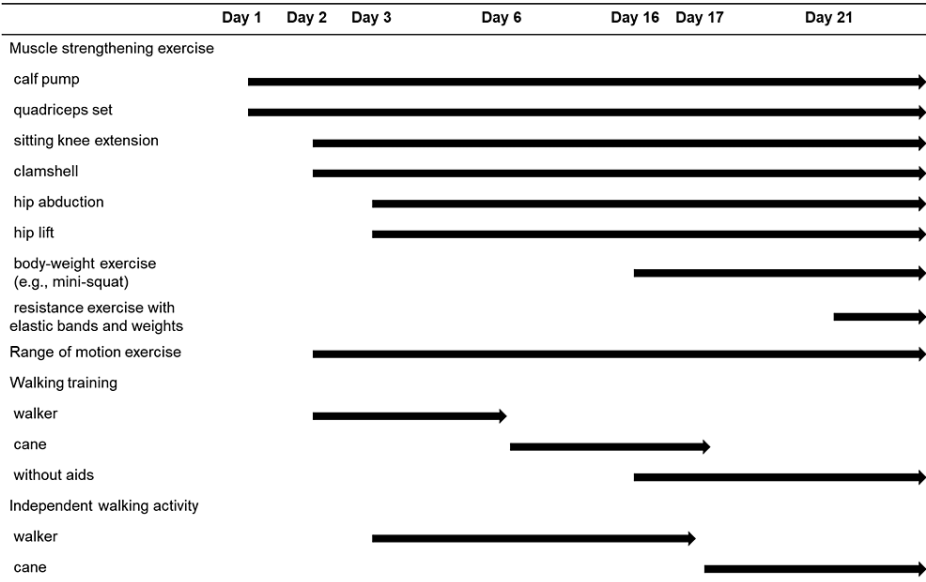 Day 1 Day 2 Day 3 Day 6 Day 16 Day 17 Day 21
Muscle strengthening exercise
calf pump
quadriceps set
sitting knee extension
clamshell
hip abduction
hip lift
body-weight exercise
(e.g., mini-squat)
resistance exercise with
elastic bands and weights
Range of motion exercise
Walking training
walker
cane
without aids
Independent walking activity
walker
cane